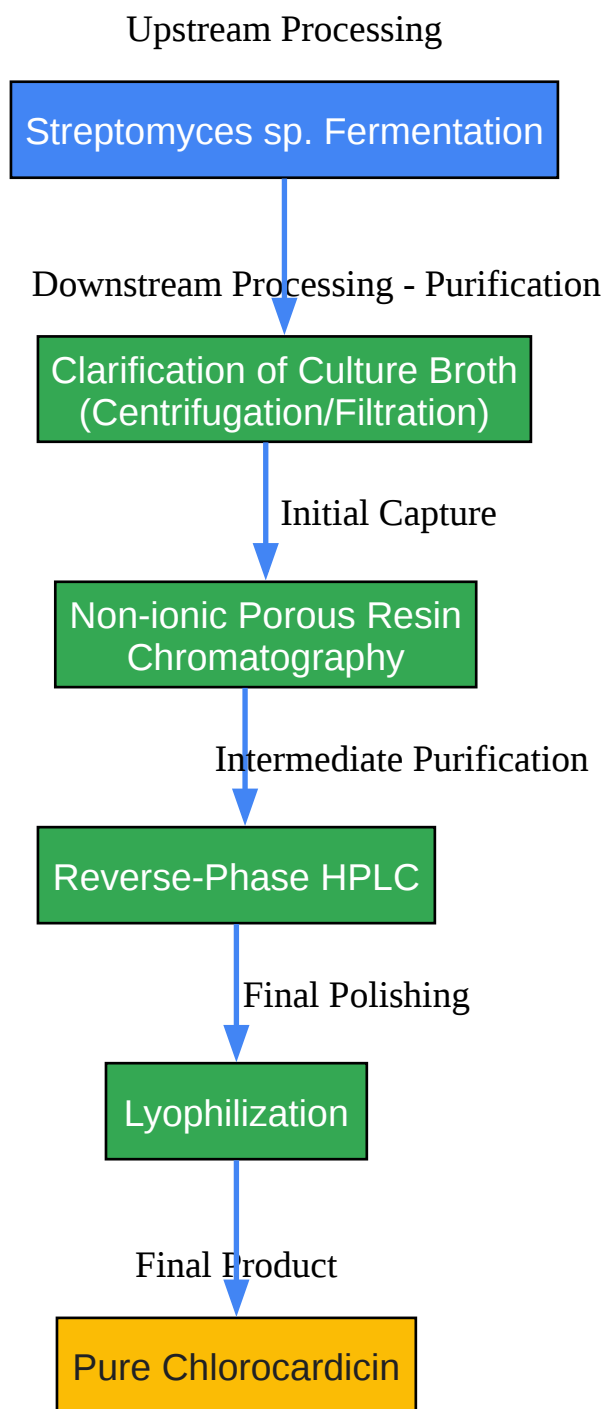 Upstream Processing
Streptomyces sp. Fermentation
Downstream Processing - Purification
Clarification of Culture Broth
(Centrifugation/Filtration)
Initial Capture
Non-ionic Porous Resin
Chromatography
Intermediate Purification
Reverse-Phase HPLC
Final Polishing
Lyophilization
Final Product
Pure Chlorocardicin